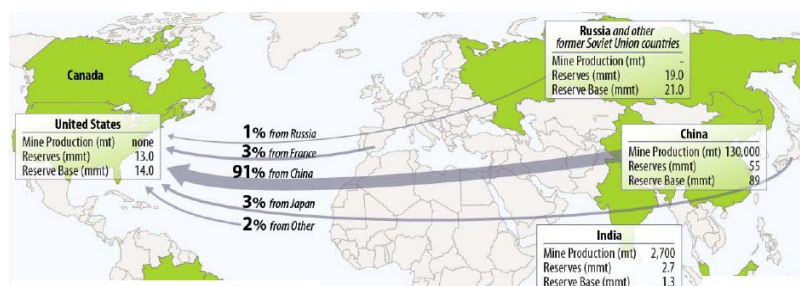 Russia and other
former Soviet Union countries
Mine Production (mt) -
Reserves (mmt) 19.0
Reserve Base (mmt) 21.0
Canada
United States
Mine Production (mt) none
Reserves (mmt) 13.0
Reserve Base (mmt) 14.0
1% from Russia
3% from France
91% from China
3% from Japan
2% from Other
China
Mine Production (mt) 130,000
Reserves (mmt) 55
Reserve Base (mmt) 89
India
Mine Production (mt) 2,700
Reserves (mmt) 2.7
Reserve Base (mmt) 1.3